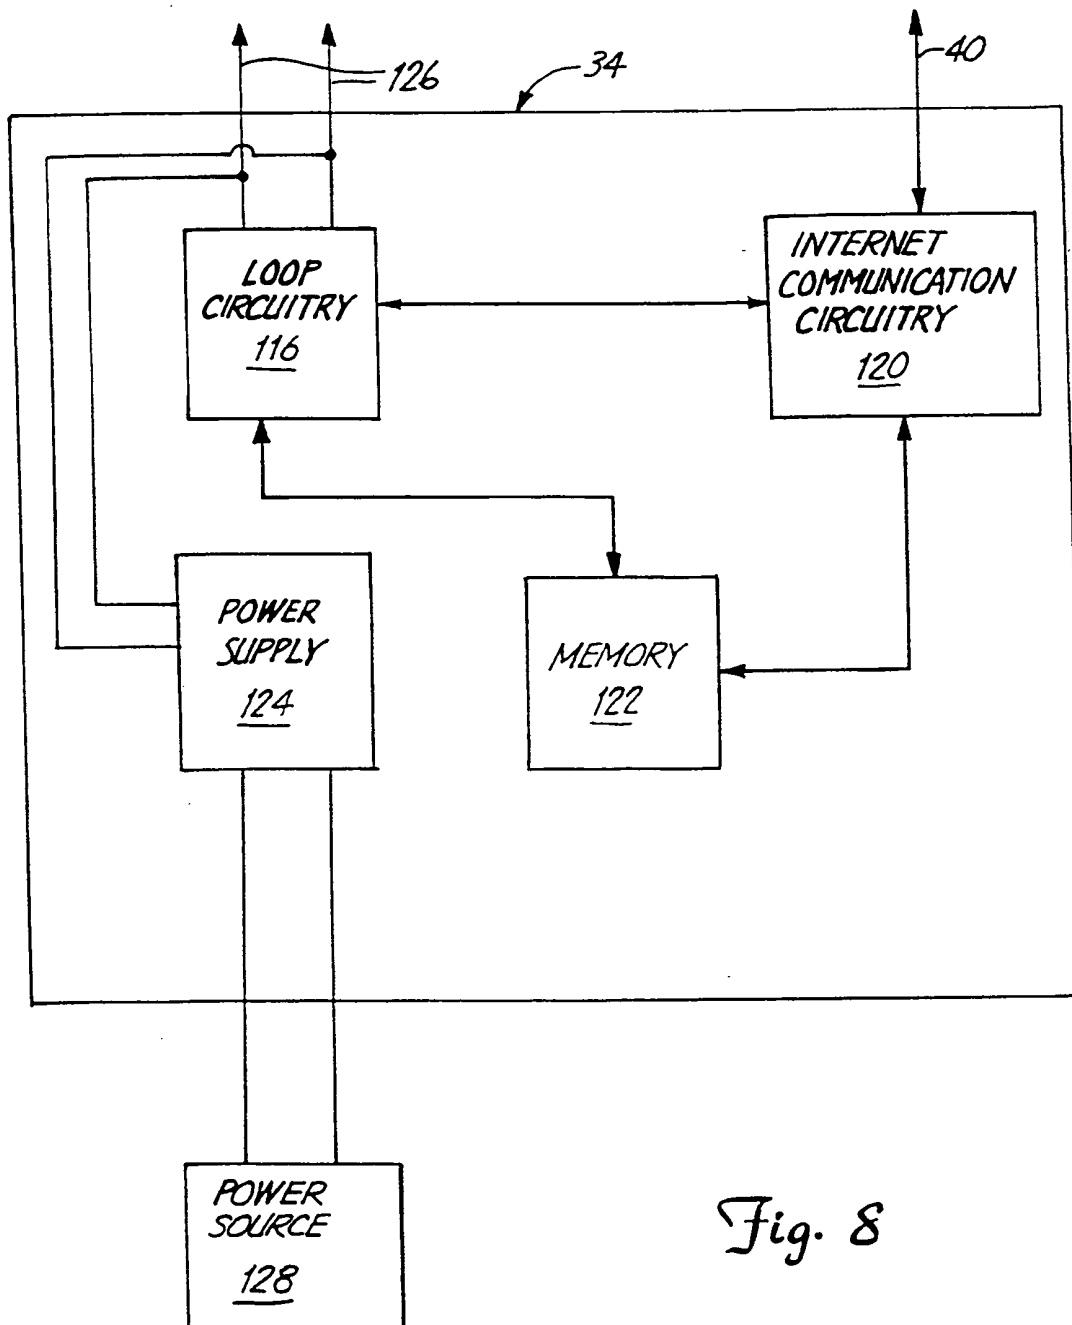 126
34
40
LOOP
CIRCUITRY
116
INTERNET
COMMUNICATION
CIRCUITRY
120
POWER
SUPPLY
124
MEMORY
122
POWER
SOURCE
128
Fig. 8